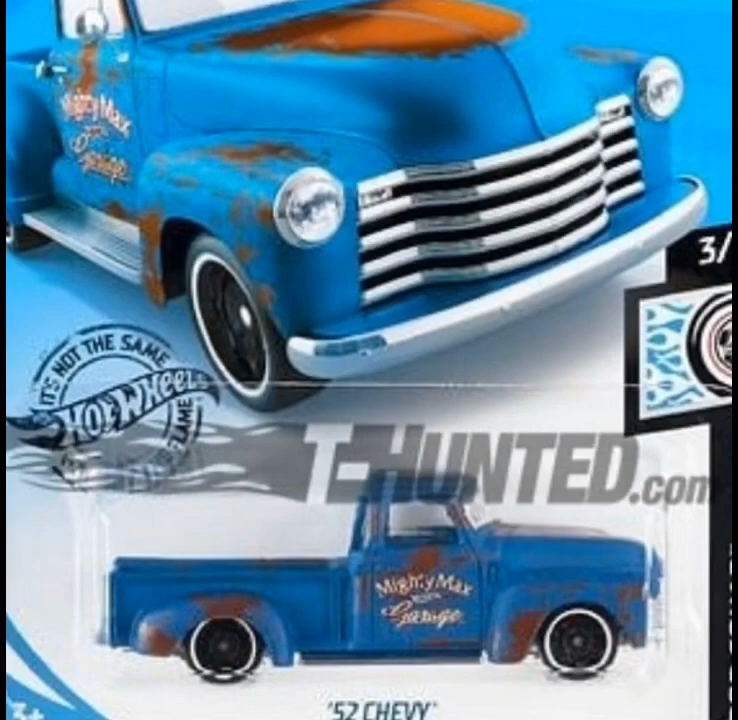 Mighty Max
Garage
3/
IT'S NOT THE SAME
HOT WHEELS
T-HUNTED.com
Mighty Max
Garage
3+
'52 CHEVY